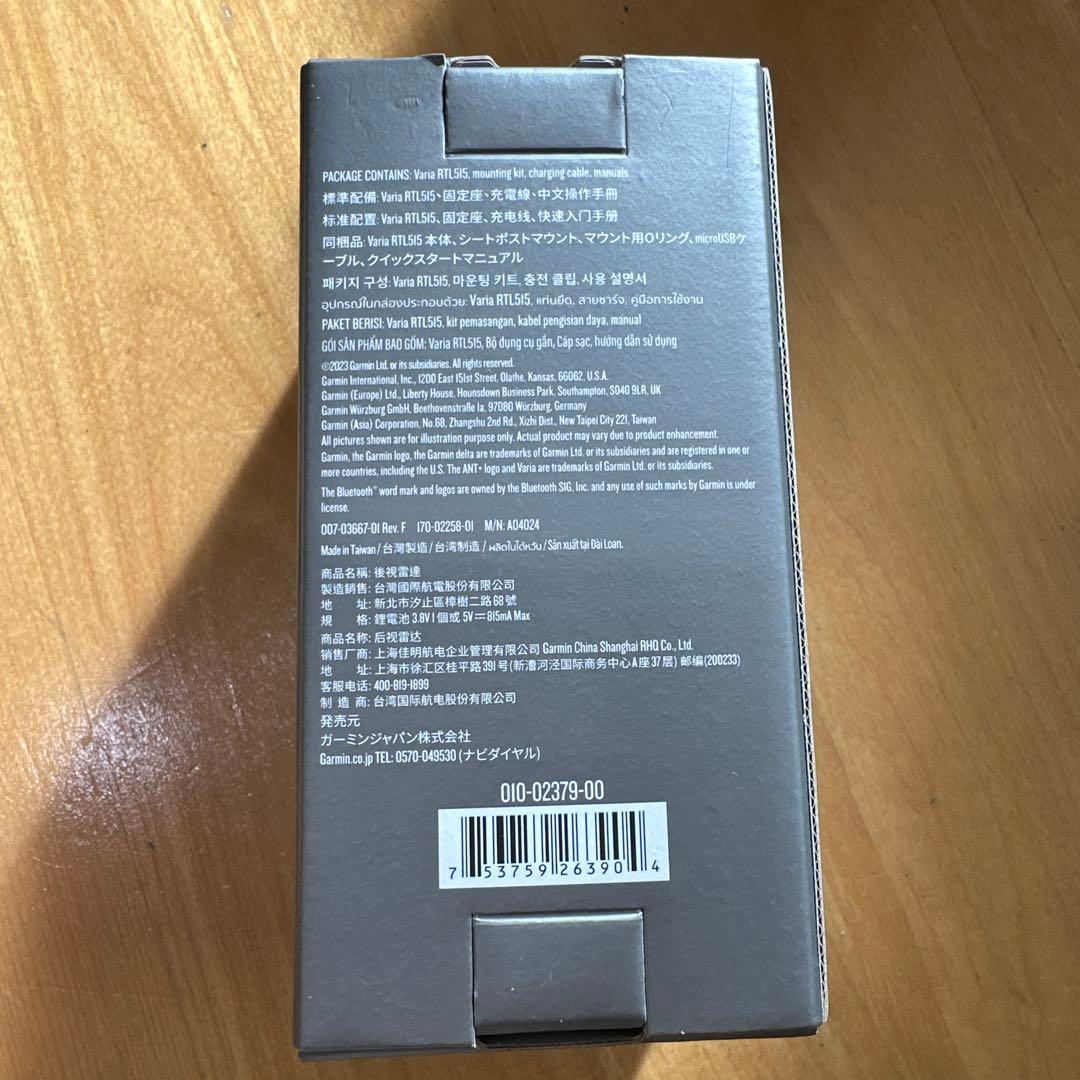 PACKAGE CONTAINS: Varia RTL515, mounting kit, charging cable, manuals
標準配備: Varia RTL515、固定座、充電線、中文操作手冊
标准配置: Varia RTL515、固定座、充电线、快速入门手册
同梱品: Varia RTL515 本体、シートポストマウント、マウント用Oリング、microUSBケ
ーブル、クイックスタートマニュアル
패키지 구성: Varia RTL515, 마운팅 키트, 충전 클립, 사용 설명서
อุปกรณ์ในกล่องประกอบด้วย: Varia RTL515, แท่นยึด, สายชาร์จ, คู่มือการใช้งาน
PAKET BERISI: Varia RTL515, kit pemasangan, kabel pengisian daya, manual
GÓI SẢN PHẨM BAO GỒM: Varia RTL515, Bộ dụng cụ gắn, Cáp sạc, hướng dẫn sử dụng
©2023 Garmin Ltd. or its subsidiaries. All rights reserved.
Garmin International, Inc., 1200 East 151st Street, Olathe, Kansas, 66062, U.S.A.
Garmin (Europe) Ltd., Liberty House, Hounsdown Business Park, Southampton, SO40 9LR, UK
Garmin Würzburg GmbH, Beethovenstraße 1a, 97080 Würzburg, Germany
Garmin (Asia) Corporation, No.68, Zhangshu 2nd Rd., Xizhi Dist., New Taipei City 221, Taiwan
All pictures shown are for illustration purpose only. Actual product may vary due to product enhancement.
Garmin, the Garmin logo, the Garmin delta are trademarks of Garmin Ltd. or its subsidiaries and are registered in one or
more countries, including the U.S. The ANT+ logo and Varia are trademarks of Garmin Ltd. or its subsidiaries.
The Bluetooth® word mark and logos are owned by the Bluetooth SIG, Inc. and any use of such marks by Garmin is under
license.
007-03667-01 Rev. F 170-02258-01 M/N: A04024
Made in Taiwan / 台灣製造 / 台湾制造 / ผลิตในไต้หวัน / Sản xuất tại Đài Loan.
商品名稱: 後視雷達
製造銷售: 台灣國際航電股份有限公司
地 址: 新北市汐止區樟樹二路 68 號
規 格: 鋰電池 3.8V 1 個或 5V⎓815mA Max
商品名称: 后视雷达
销售厂商: 上海佳明航电企业管理有限公司 Garmin China Shanghai RHQ Co., Ltd.
地 址: 上海市徐汇区桂平路 391 号 (新漕河泾国际商务中心 A 座 37 层) 邮编 (200233)
客服电话: 400-819-1899
制 造 商: 台湾国际航电股份有限公司
発売元
ガーミンジャパン株式会社
Garmin.co.jp TEL: 0570-049530 (ナビダイヤル)
010-02379-00
7 53759 26390 4